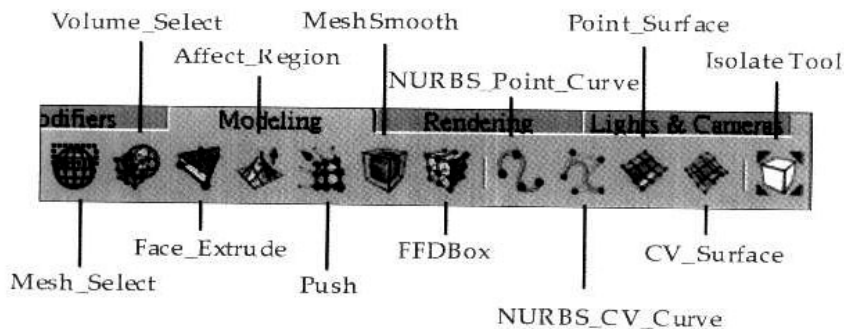 Volume_Select
MeshSmooth
Point_Surface
Affect_Region
NURBS_Point_Curve
Isolate Tool
odifiers
Modeling
Rendering
Lights & Cameras
Face_Extrude
FFDBox
CV_Surface
Mesh_Select
Push
NURBS_CV_Curve